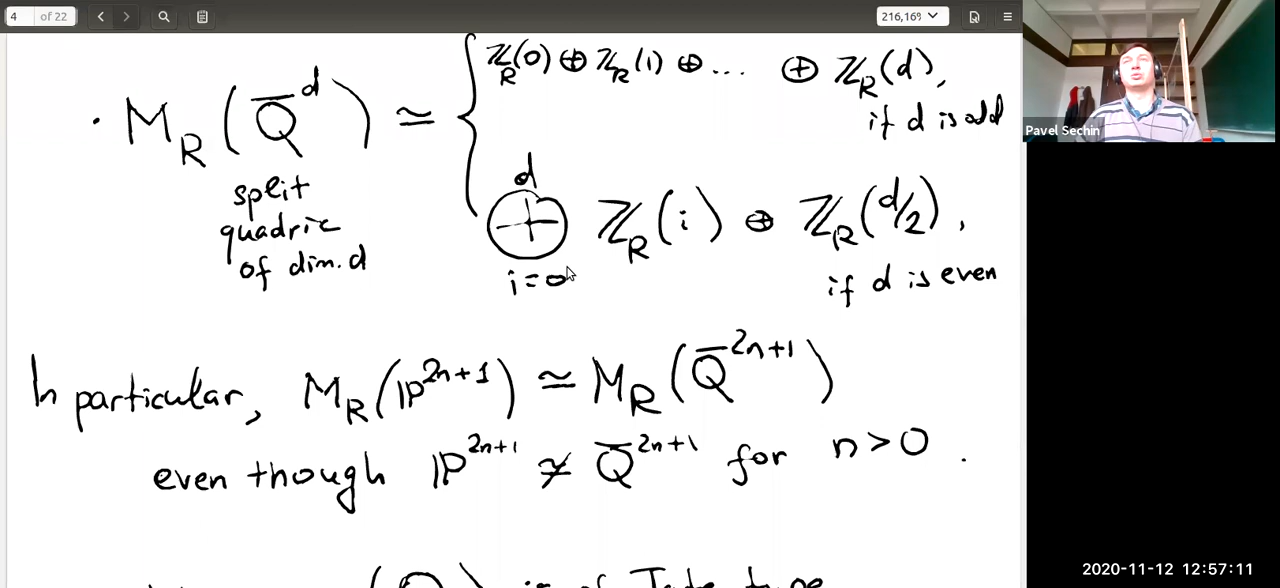 4 of 22
216,16%
ℤ_R(0) ⊕ ℤ_R(1) ⊕ ... ⊕ ℤ_R(d),
if d is odd
· M_R(Q̄^d) ≃ {
split
quadric
of dim. d
d
⊕ ℤ_R(i) ⊕ ℤ_R(d/2),
i=0
if d is even
In particular, M_R(ℙ^{2n+1}) ≃ M_R(Q̄^{2n+1})
even though ℙ^{2n+1} ≄ Q̄^{2n+1} for n>0.
Pavel Sechin
2020-11-12 12:57:11